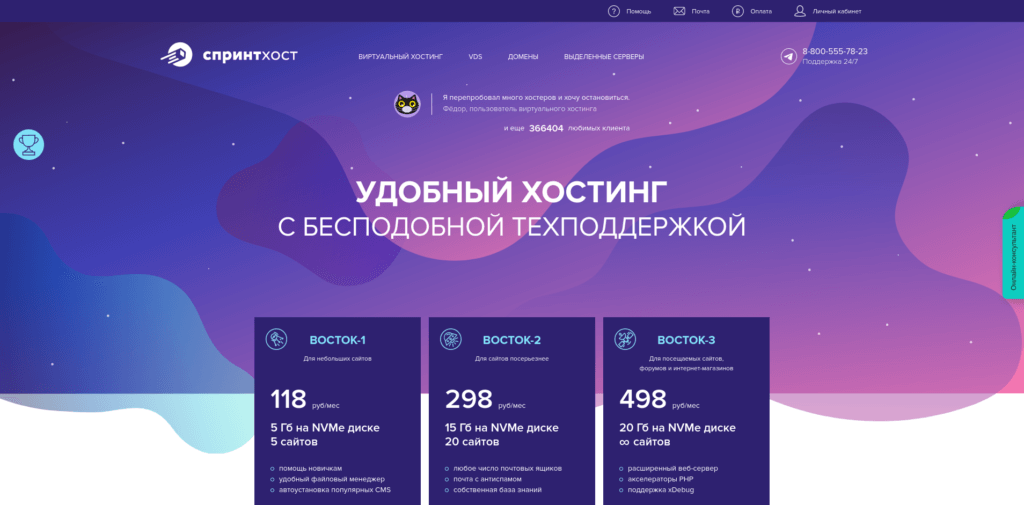 Помощь
Почта
Оплата
Личный кабинет
спринтхост
ВИРТУАЛЬНЫЙ ХОСТИНГ
VDS
ДОМЕНЫ
ВЫДЕЛЕННЫЕ СЕРВЕРЫ
8-800-555-78-23
Поддержка 24/7
Я перепробовал много хостеров и хочу остановиться.
Фёдор, пользователь виртуального хостинга
и еще 366404 любимых клиента
УДОБНЫЙ ХОСТИНГ
С БЕСПОДОБНОЙ ТЕХПОДДЕРЖКОЙ
Онлайн-консультант
ВОСТОК-1
Для небольших сайтов
118 руб/мес
5 Гб на NVMe диске
5 сайтов
помощь новичкам
удобный файловый менеджер
автоустановка популярных CMS
ВОСТОК-2
Для сайтов посерьезнее
298 руб/мес
15 Гб на NVMe диске
20 сайтов
любое число почтовых ящиков
почта с антиспамом
собственная база знаний
ВОСТОК-3
Для посещаемых сайтов,
форумов и интернет-магазинов
498 руб/мес
20 Гб на NVMe диске
∞ сайтов
расширенный веб-сервер
акселераторы PHP
поддержка xDebug